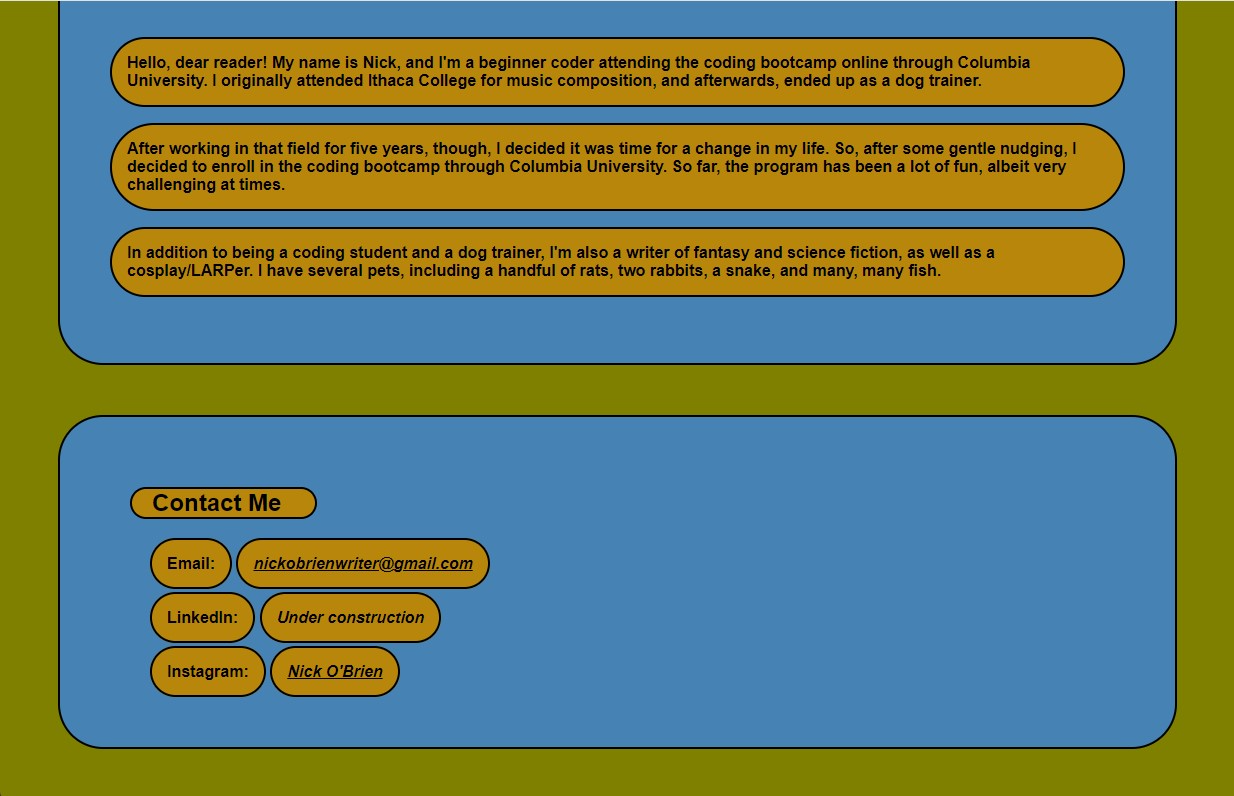 Hello, dear reader! My name is Nick, and I'm a beginner coder attending the coding bootcamp online through Columbia
University. I originally attended Ithaca College for music composition, and afterwards, ended up as a dog trainer.
After working in that field for five years, though, I decided it was time for a change in my life. So, after some gentle nudging, I
decided to enroll in the coding bootcamp through Columbia University. So far, the program has been a lot of fun, albeit very
challenging at times.
In addition to being a coding student and a dog trainer, I'm also a writer of fantasy and science fiction, as well as a
cosplay/LARPer. I have several pets, including a handful of rats, two rabbits, a snake, and many, many fish.
Contact Me
Email: nickobrienwriter@gmail.com
LinkedIn: Under construction
Instagram: Nick O'Brien